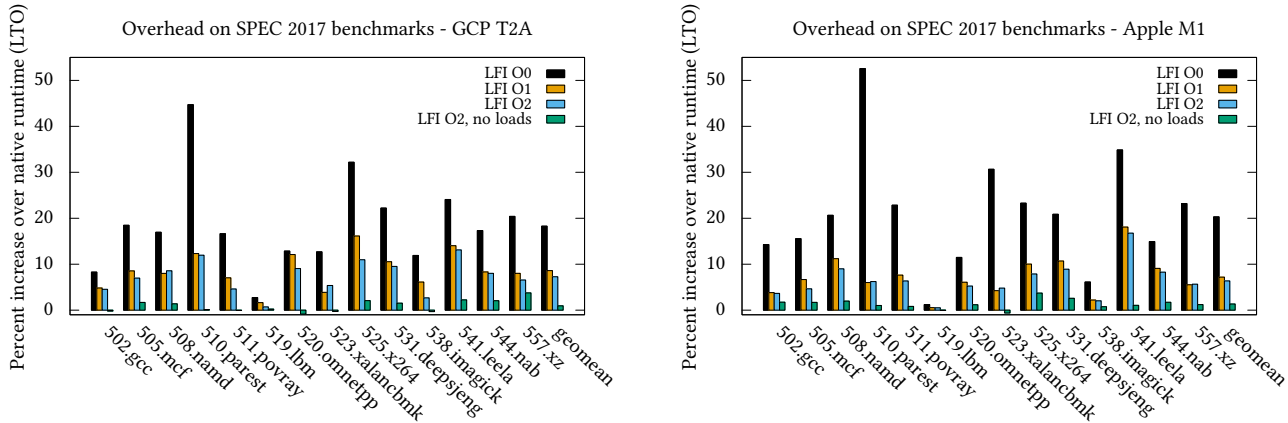 Overhead on SPEC 2017 benchmarks - GCP T2A
Percent increase over native runtime (LTO)
50
40
30
20
10
0
LFI O0
LFI O1
LFI O2
LFI O2, no loads
502.gcc
505.mcf
508.namd
510.parest
511.povray
519.lbm
520.omnetpp
523.xalancbmk
525.x264
531.deepsjeng
538.imagick
541.leela
544.nab
557.xz
geomean
Overhead on SPEC 2017 benchmarks - Apple M1
Percent increase over native runtime (LTO)
50
40
30
20
10
0
LFI O0
LFI O1
LFI O2
LFI O2, no loads
502.gcc
505.mcf
508.namd
510.parest
511.povray
519.lbm
520.omnetpp
523.xalancbmk
525.x264
531.deepsjeng
538.imagick
541.leela
544.nab
557.xz
geomean